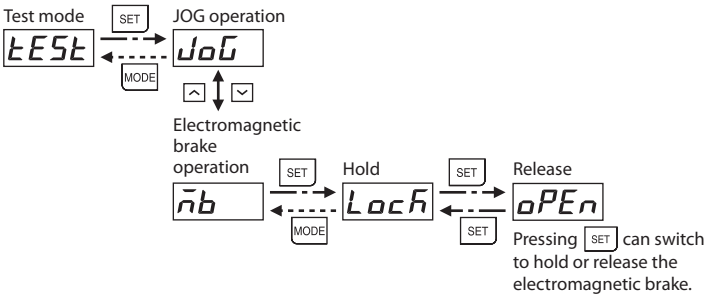 Test mode
SET
JOG operation
tESt
JoG
MODE
Electromagnetic
brake
operation
SET
Hold
SET
Release
mb
LocK
oPEn
MODE
SET
Pressing SET can switch
to hold or release the
electromagnetic brake.